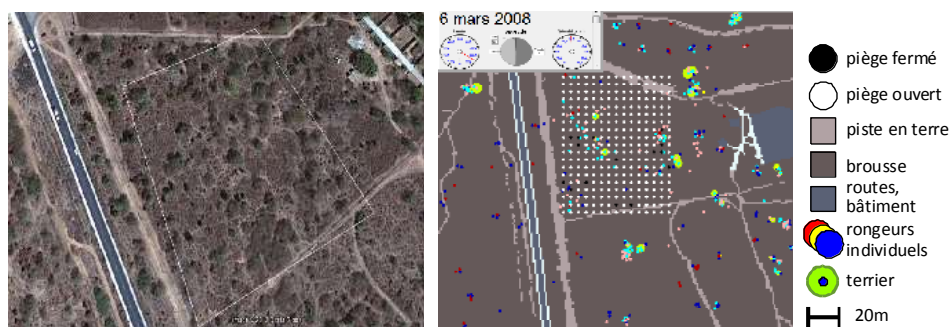 6 mars 2008
piège fermé
piège ouvert
piste en terre
brousse
routes,
bâtiment
rongeurs
individuels
terrier
20m